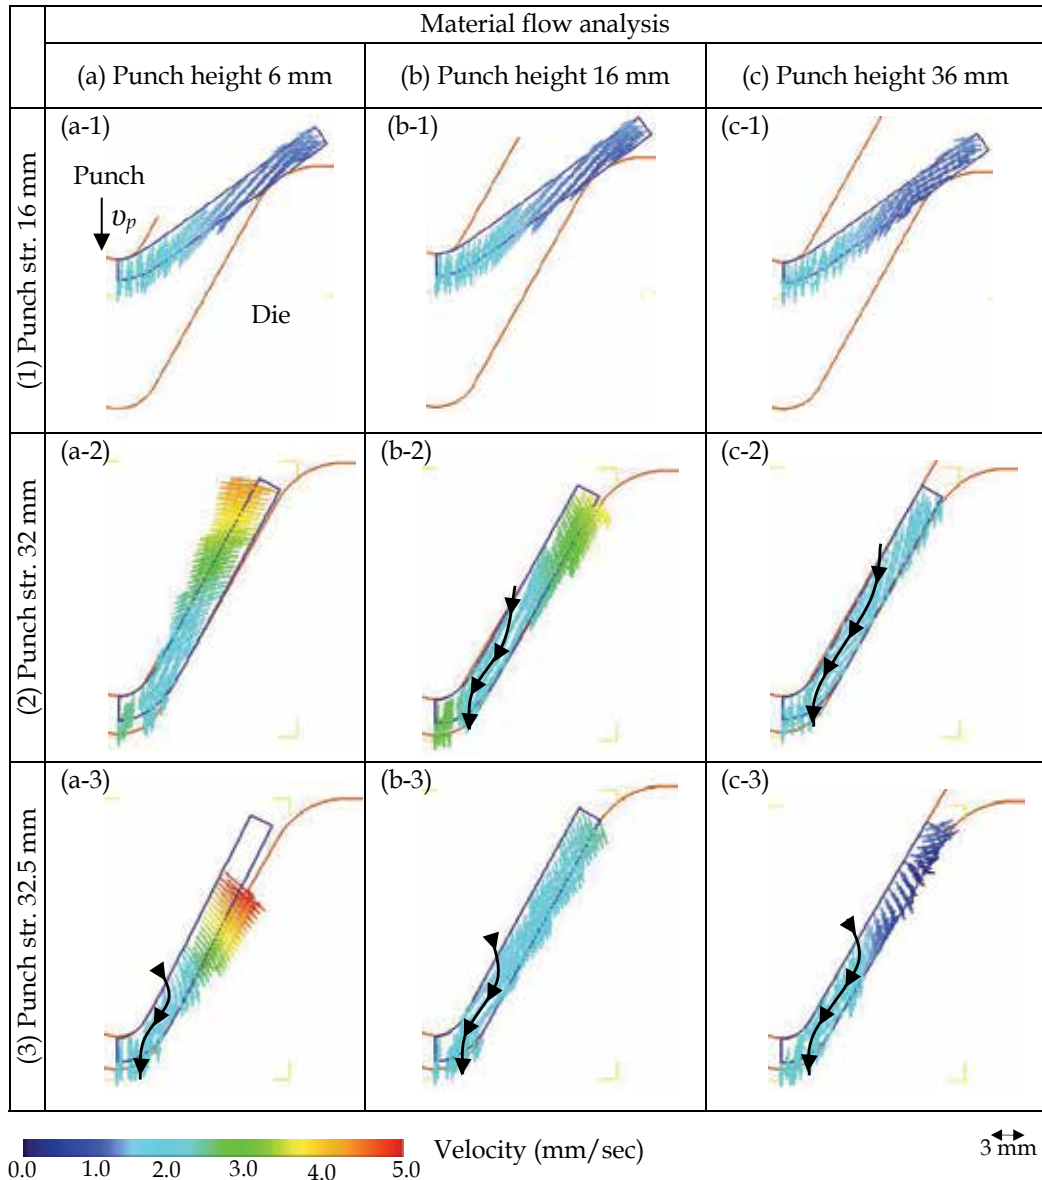 Material flow analysis
(a) Punch height 6 mm (b) Punch height 16 mm (c) Punch height 36 mm
(1) Punch str. 16 mm
(a-1) (b-1) (c-1)
Punch
υp
Die
(2) Punch str. 32 mm
(a-2) (b-2) (c-2)
(3) Punch str. 32.5 mm
(a-3) (b-3) (c-3)
Velocity (mm/sec)
3 mm
0.0 1.0 2.0 3.0 4.0 5.0